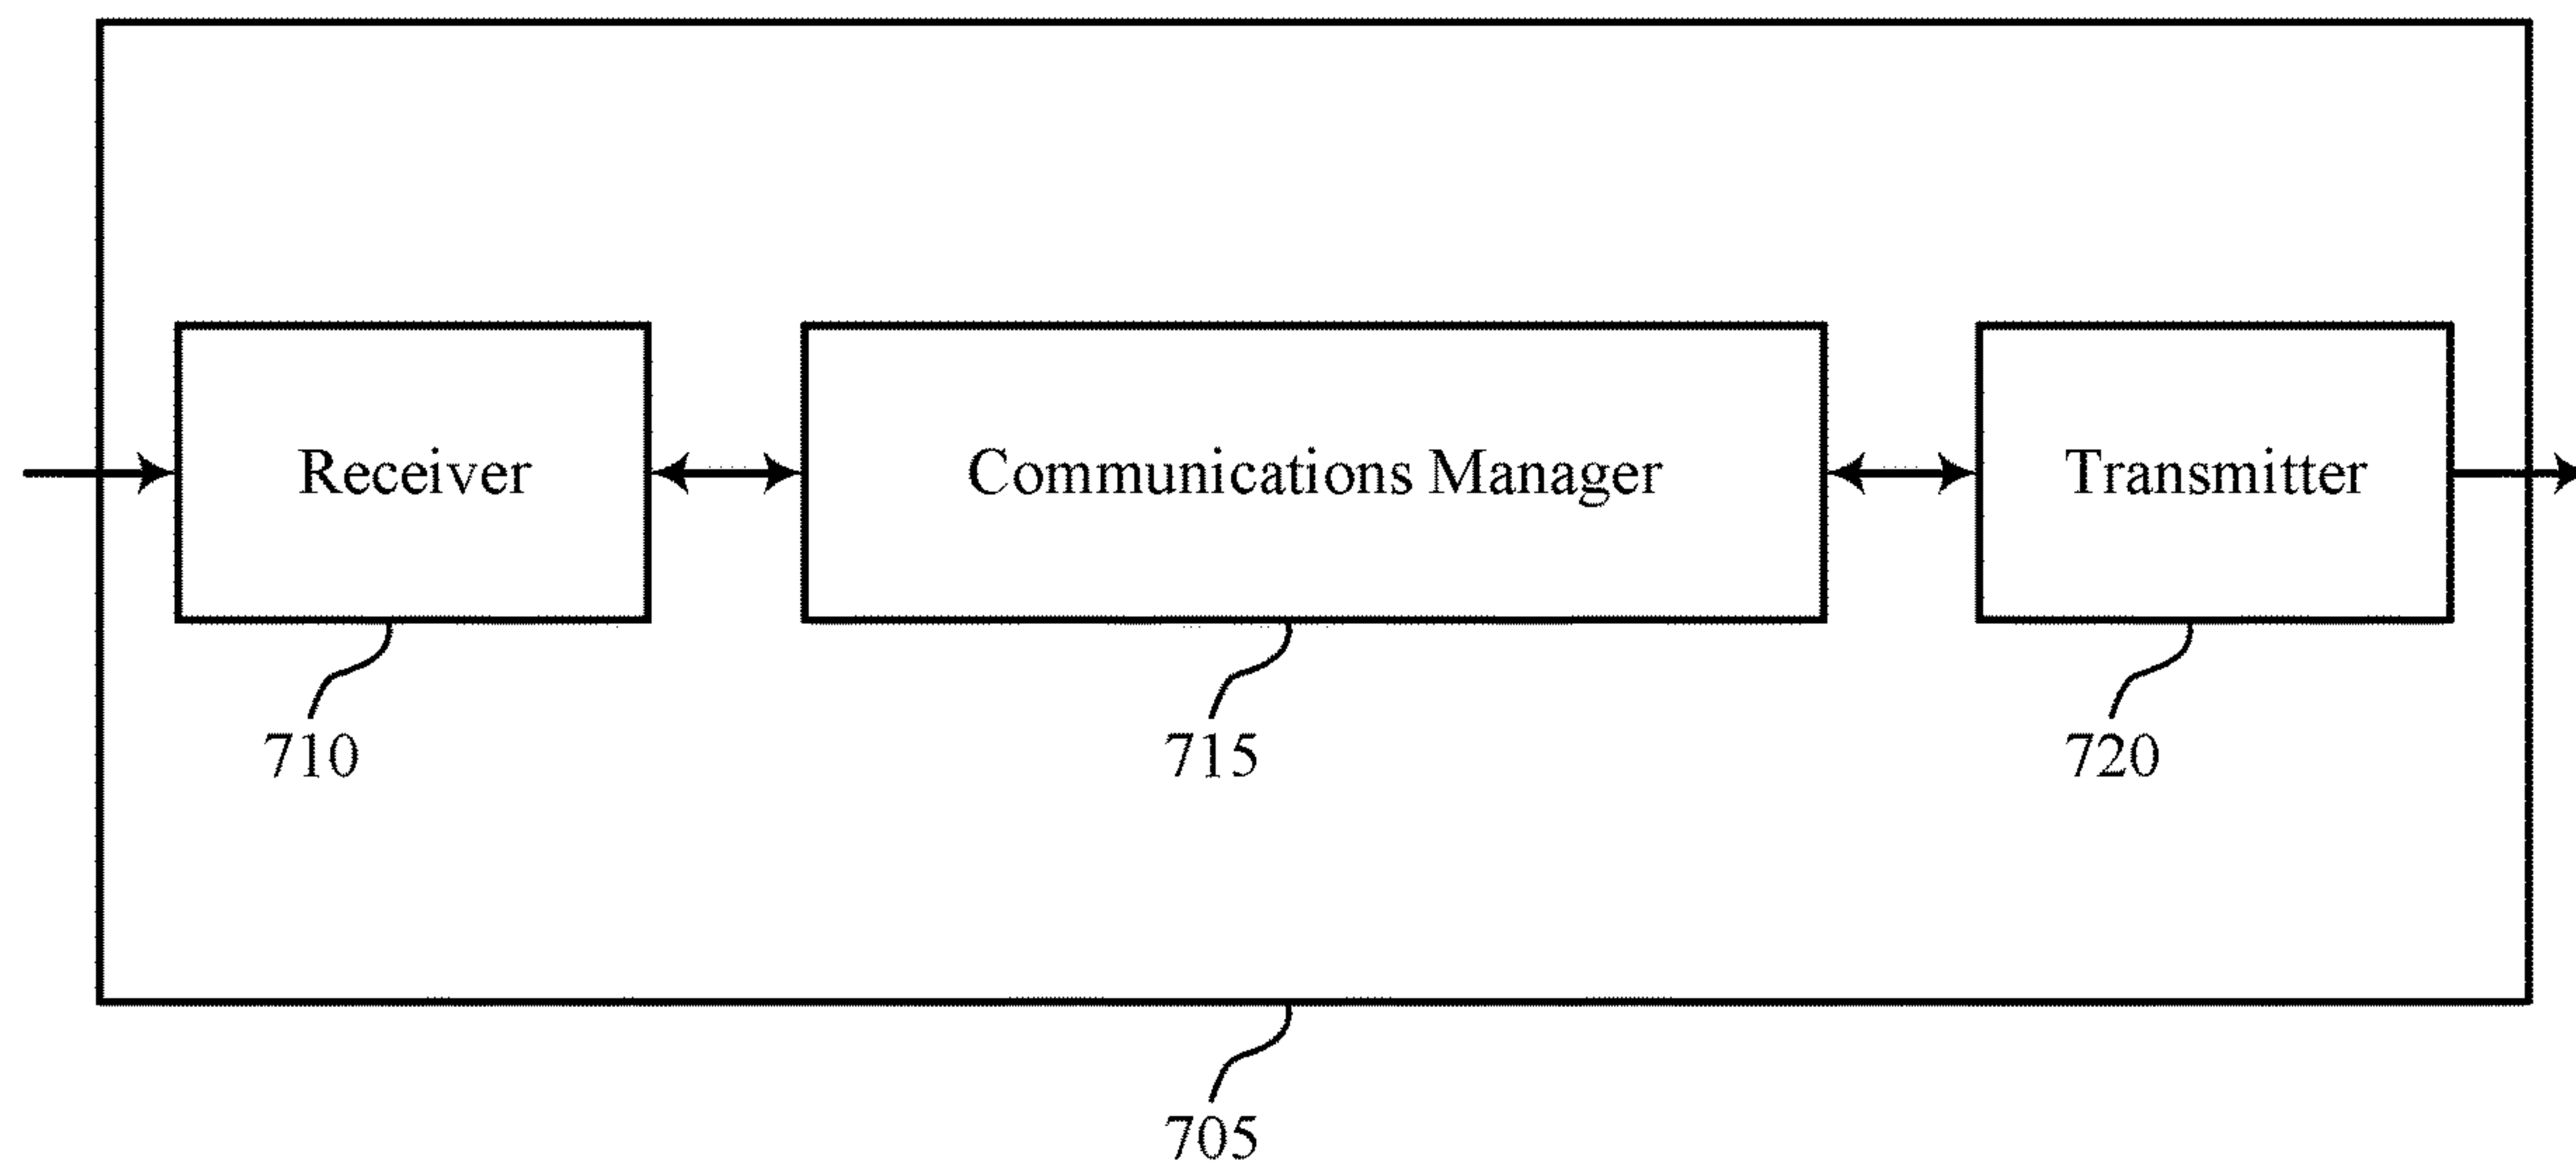 Receiver
Communications Manager
Transmitter
710
715
720
705